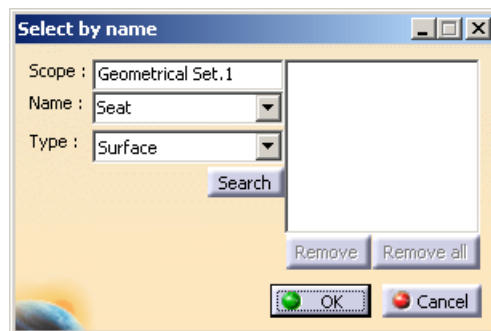 Select by name
Scope : Geometrical Set.1
Name : Seat
Type : Surface
Search
Remove Remove all
OK Cancel